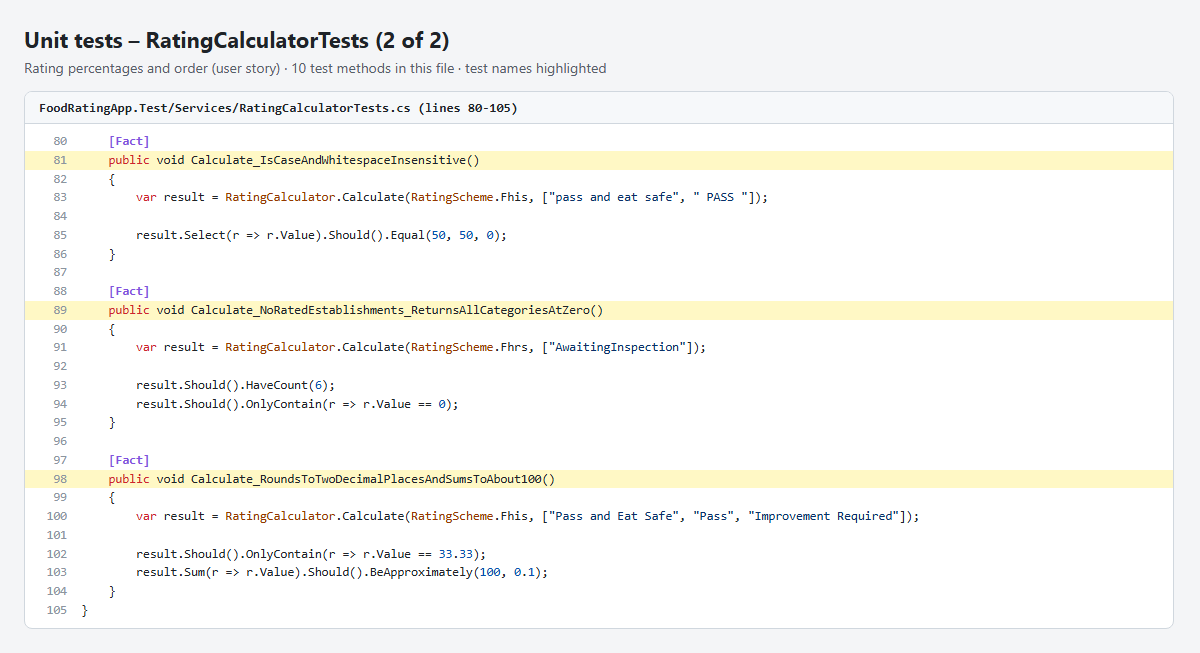 Unit tests – RatingCalculatorTests (2 of 2)
Rating percentages and order (user story) · 10 test methods in this file · test names highlighted
FoodRatingApp.Test/Services/RatingCalculatorTests.cs (lines 80-105)
80 [Fact]
81 public void Calculate_IsCaseAndWhitespaceInsensitive()
82 {
83 var result = RatingCalculator.Calculate(RatingScheme.Fhis, ["pass and eat safe", " PASS "]);
84
85 result.Select(r => r.Value).Should().Equal(50, 50, 0);
86 }
87
88 [Fact]
89 public void Calculate_NoRatedEstablishments_ReturnsAllCategoriesAtZero()
90 {
91 var result = RatingCalculator.Calculate(RatingScheme.Fhrs, ["AwaitingInspection"]);
92
93 result.Should().HaveCount(6);
94 result.Should().OnlyContain(r => r.Value == 0);
95 }
96
97 [Fact]
98 public void Calculate_RoundsToTwoDecimalPlacesAndSumsToAbout100()
99 {
100 var result = RatingCalculator.Calculate(RatingScheme.Fhis, ["Pass and Eat Safe", "Pass", "Improvement Required"]);
101
102 result.Should().OnlyContain(r => r.Value == 33.33);
103 result.Sum(r => r.Value).Should().BeApproximately(100, 0.1);
104 }
105 }